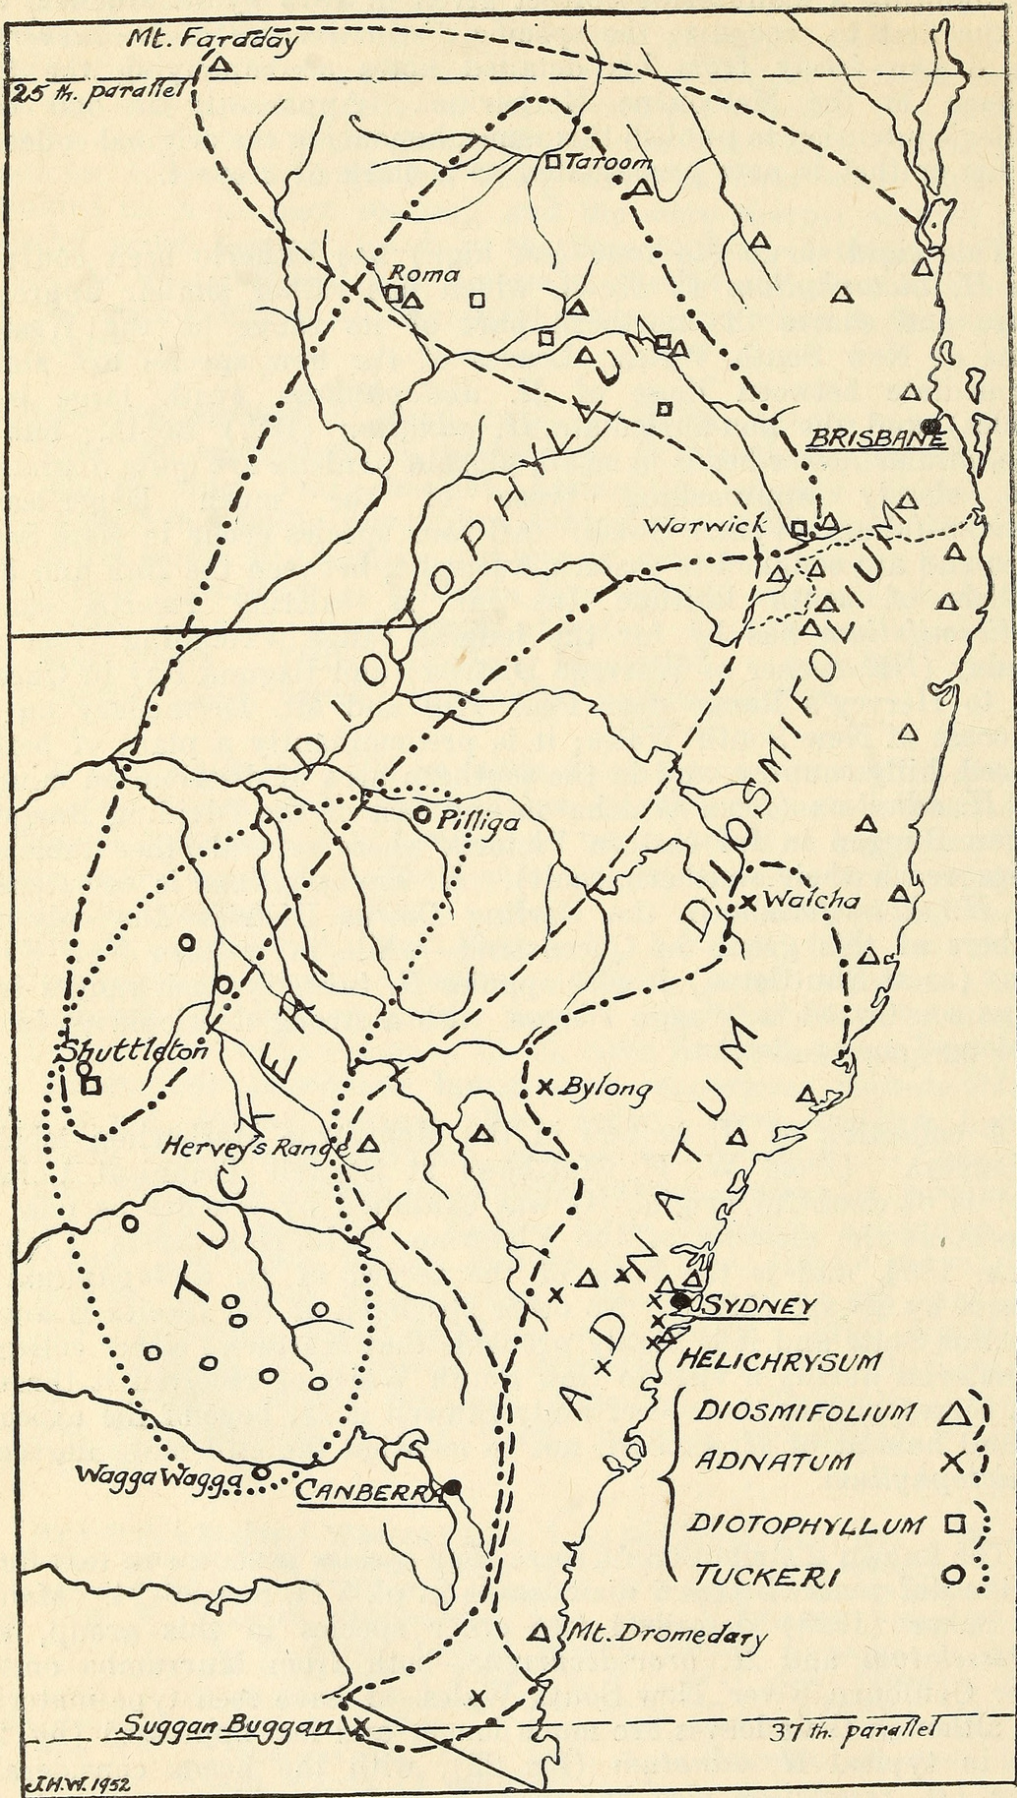 Mt. Faraday
25 th. parallel
Taroom
Roma
BRISBANE
Warwick
DIOTOPHYLLUM
DIOSMIFOLIUM
Pilliga
Walcha
Shuttleton
Bylong
Hervey's Range
TUCKERI
ADNATUM
SYDNEY
HELICHRYSUM
DIOSMIFOLIUM
ADNATUM
DIOTOPHYLLUM
TUCKERI
Wagga Wagga
CANBERRA
Mt. Dromedary
Suggan Buggan
37 th. parallel
J.H.W. 1952